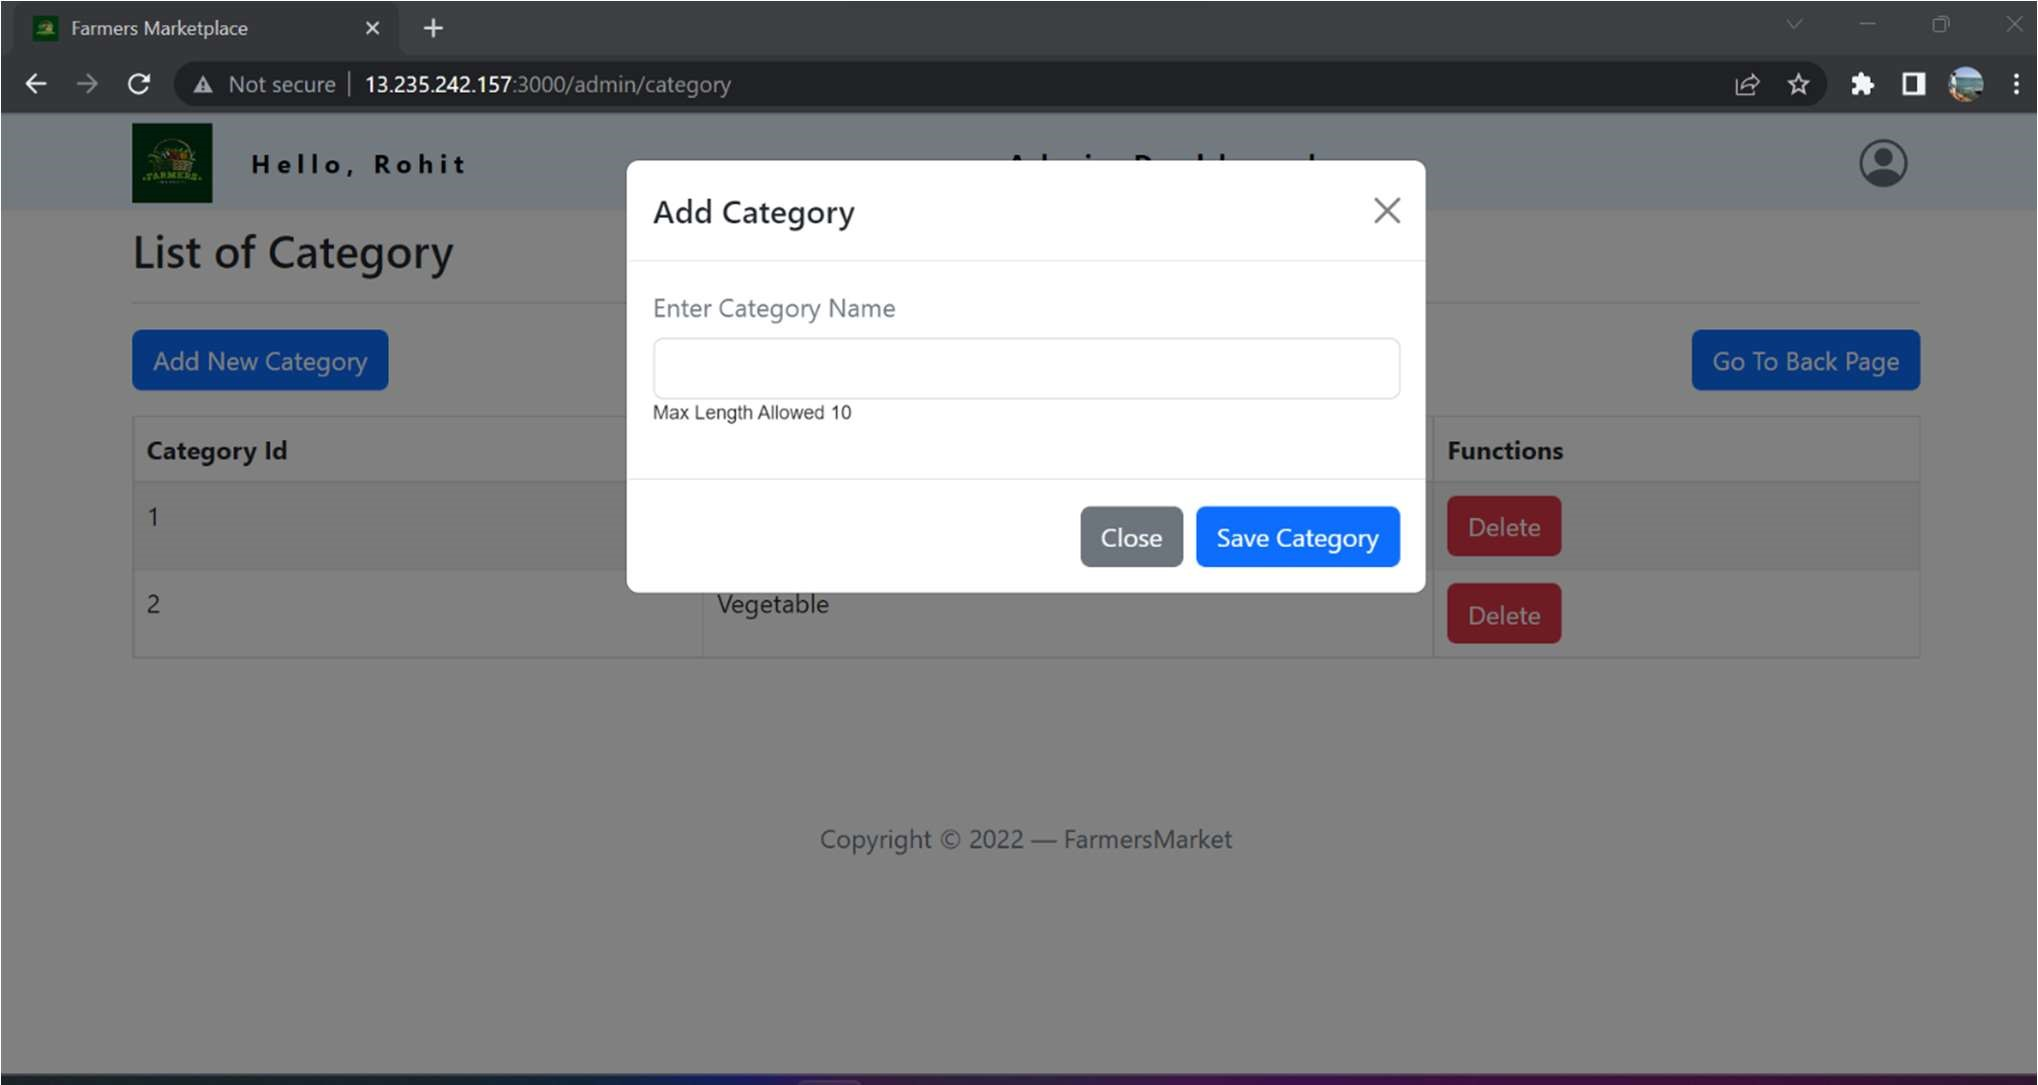 Farmers Marketplace
Not secure | 13.235.242.157:3000/admin/category
FARMERS
Hello, Rohit
Add Category
List of Category
Enter Category Name
Add New Category
Go To Back Page
Max Length Allowed 10
Category Id
Functions
1
Delete
Close
Save Category
2
Vegetable
Delete
Copyright © 2022 — FarmersMarket